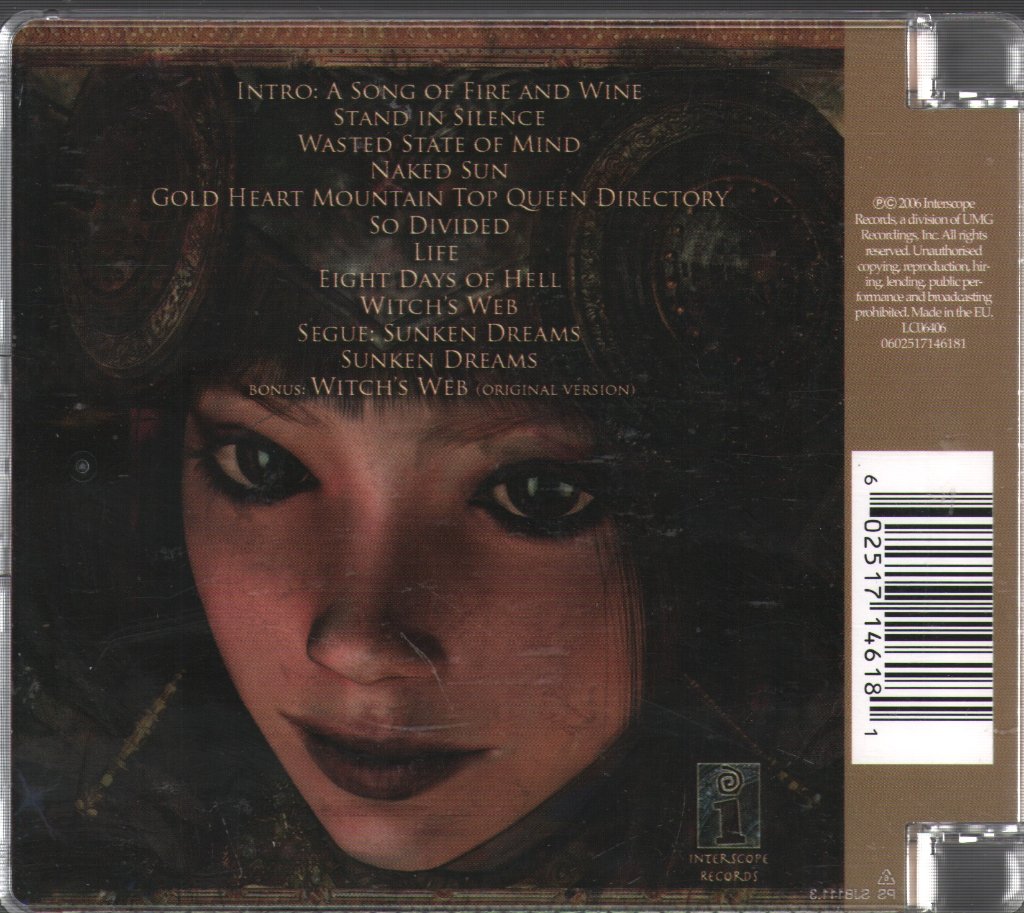 INTRO: A SONG OF FIRE AND WINE
STAND IN SILENCE
WASTED STATE OF MIND
NAKED SUN
GOLD HEART MOUNTAIN TOP QUEEN DIRECTORY
SO DIVIDED
LIFE
EIGHT DAYS OF HELL
WITCH'S WEB
SEGUE: SUNKEN DREAMS
SUNKEN DREAMS
BONUS: WITCH'S WEB (ORIGINAL VERSION)
℗© 2006 Interscope
Records, a division of UMG
Recordings, Inc. All rights
reserved. Unauthorised
copying, reproduction, hir-
ing, lending, public per-
formance and broadcasting
prohibited. Made in the EU.
LC06406
0602517146181
6 02517 14618 1
i
INTERSCOPE
RECORDS